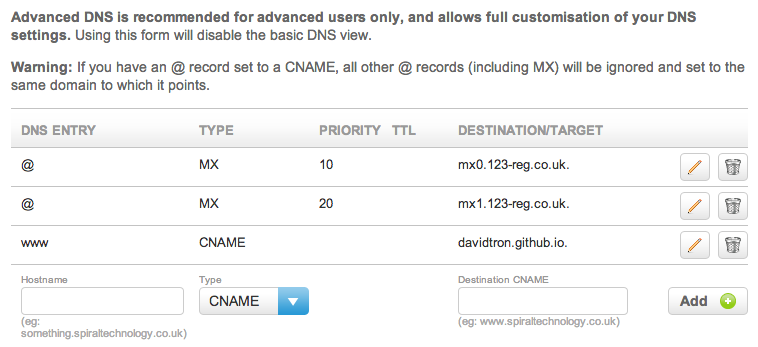 Advanced DNS is recommended for advanced users only, and allows full customisation of your DNS
settings. Using this form will disable the basic DNS view.
Warning: If you have an @ record set to a CNAME, all other @ records (including MX) will be ignored and set to the
same domain to which it points.
DNS ENTRY TYPE PRIORITY TTL DESTINATION/TARGET
@ MX 10 mx0.123-reg.co.uk.
@ MX 20 mx1.123-reg.co.uk.
www CNAME davidtron.github.io.
Hostname Type Destination CNAME
CNAME Add
(eg: (eg: www.spiraltechnology.co.uk)
something.spiraltechnology.co.uk)